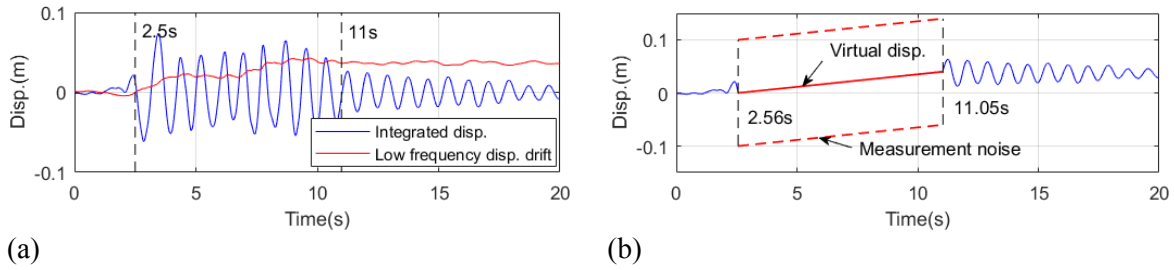 0.1
0
-0.1
Disp.(m)
2.5s
11s
Integrated disp.
Low frequency disp. drift
0 5 10 15 20
Time(s)
(a)
0.1
0
-0.1
Disp.(m)
Virtual disp.
2.56s
11.05s
Measurement noise
0 5 10 15 20
Time(s)
(b)